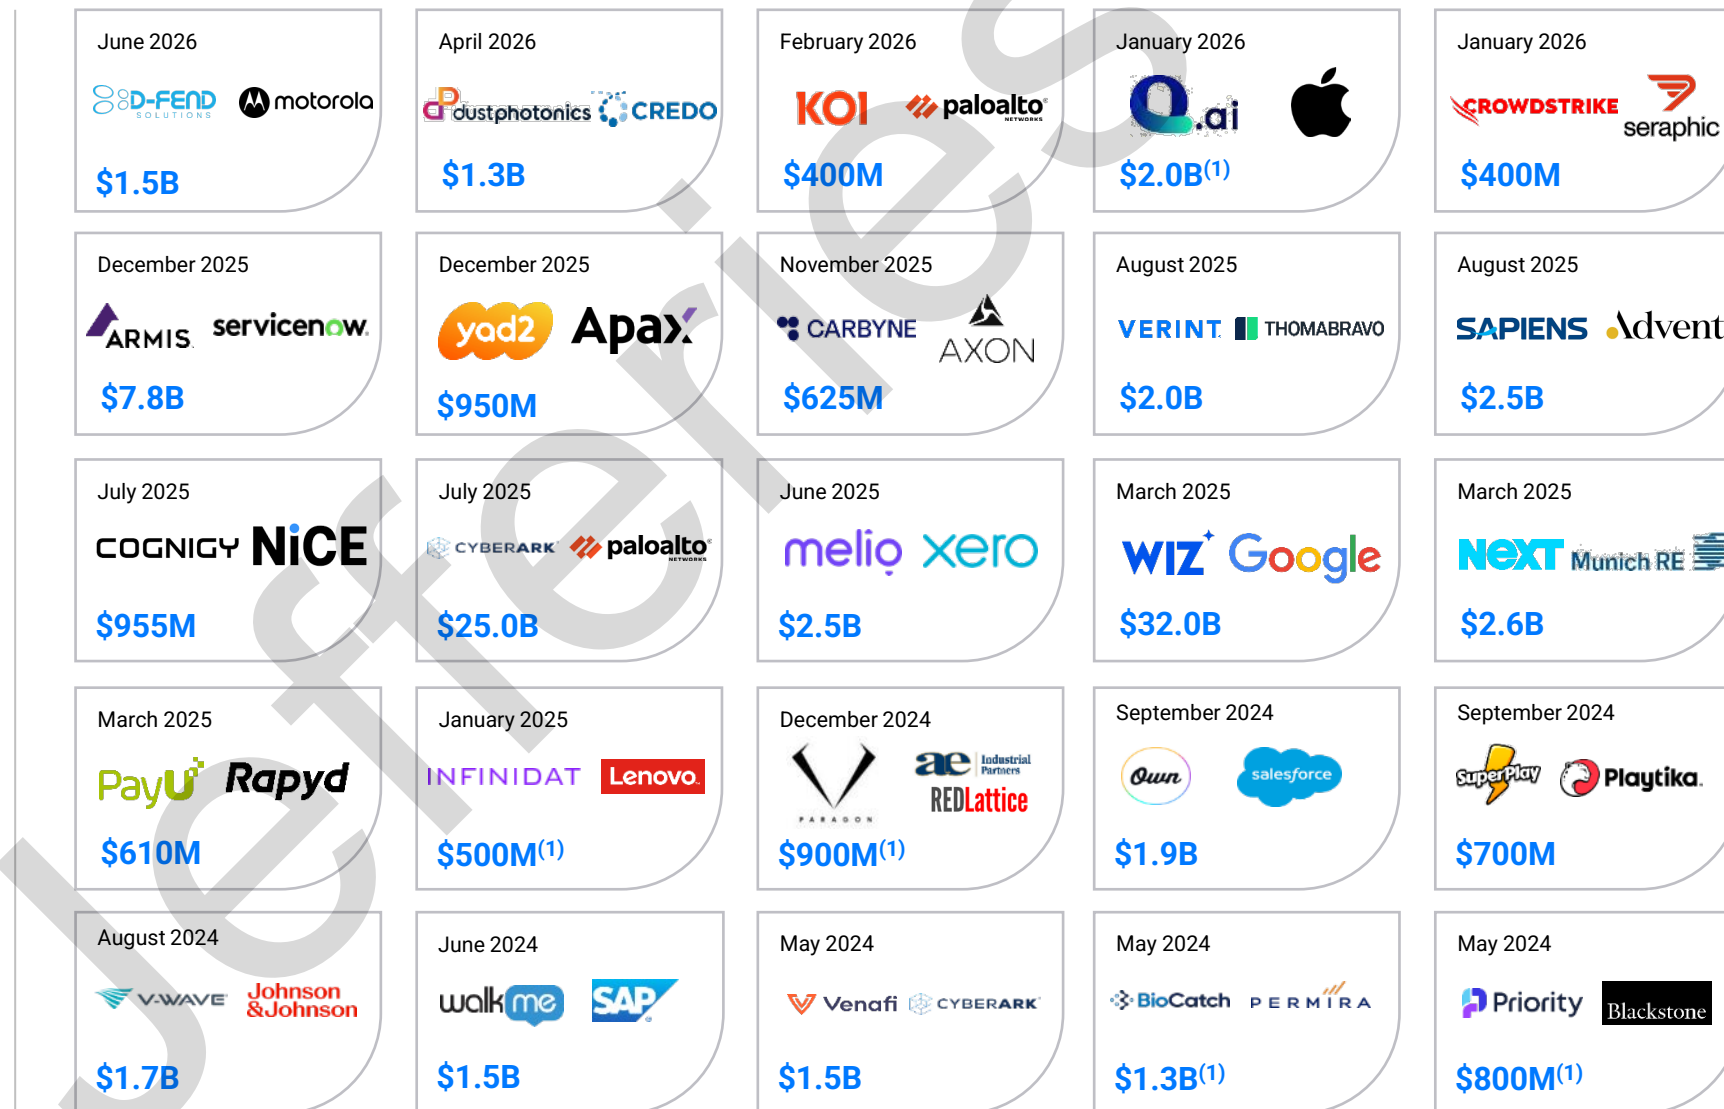 June 2026
D-FEND
SOLUTIONS
motorola
$1.5B
April 2026
dustphotonics
CREDO
$1.3B
February 2026
KOI
paloalto
NETWORKS
$400M
January 2026
Q.ai
$2.0B(1)
January 2026
CROWDSTRIKE
seraphic
$400M
December 2025
ARMIS
servicenow.
$7.8B
December 2025
yad2
Apax
$950M
November 2025
CARBYNE
AXON
$625M
August 2025
VERINT
THOMABRAVO
$2.0B
August 2025
SAPIENS
Advent
$2.5B
July 2025
COGNIGY
NiCE
$955M
July 2025
CYBERARK
paloalto
NETWORKS
$25.0B
June 2025
melio
xero
$2.5B
March 2025
WIZ
Google
$32.0B
March 2025
NEXT
Munich RE
$2.6B
March 2025
PayU
Rapyd
$610M
January 2025
INFINIDAT
Lenovo
$500M(1)
December 2024
PARAGON
ae Industrial
Partners
REDLattice
$900M(1)
September 2024
Own
salesforce
$1.9B
September 2024
SuperPlay
Playtika.
$700M
August 2024
V-WAVE
Johnson
&Johnson
$1.7B
June 2024
walkme
SAP
$1.5B
May 2024
Venafi
CYBERARK
$1.5B
May 2024
BioCatch
PERMIRA
$1.3B(1)
May 2024
Priority
Blackstone
$800M(1)
Jefferies